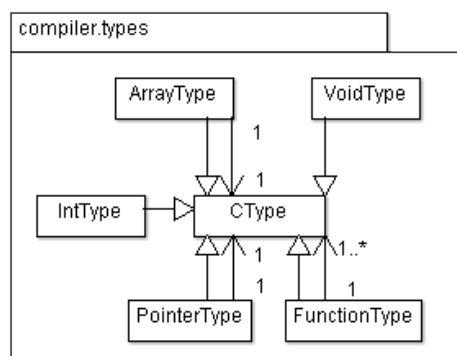 compiler.types
ArrayType
VoidType
1
1
IntType
CType
1
1..*
1
1
PointerType
FunctionType